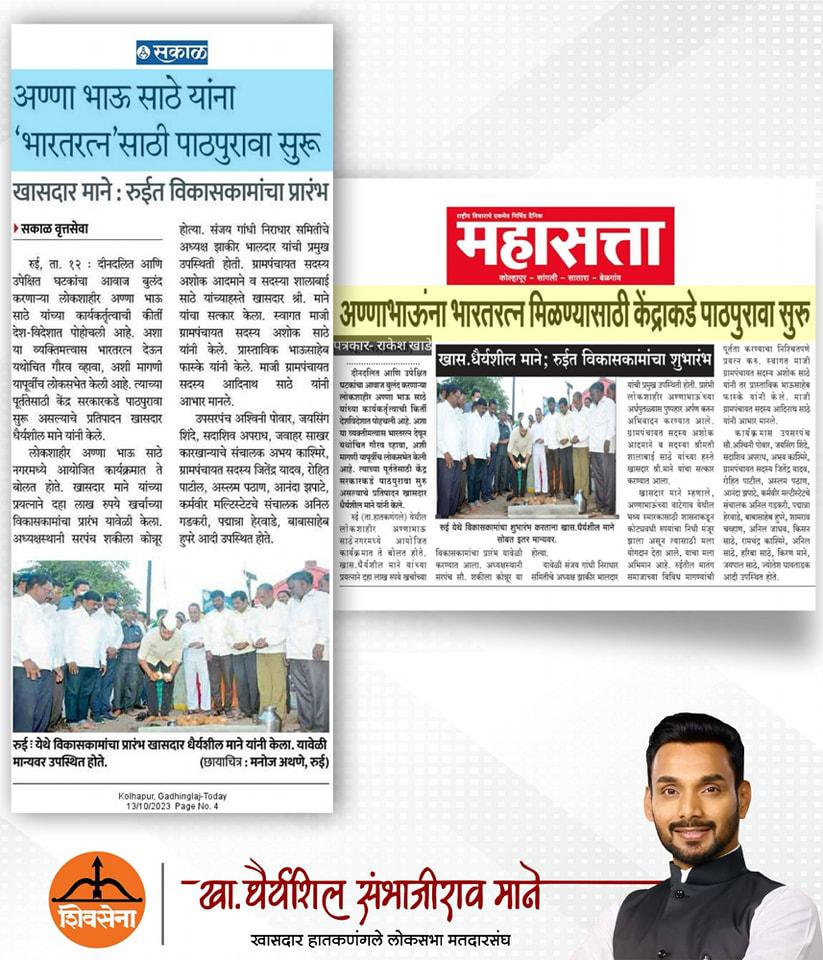 सकाळ
अण्णा भाऊ साठे यांना
‘भारतरत्न’साठी पाठपुरावा सुरू
खासदार माने : रुईत विकासकामांचा प्रारंभ
सकाळ वृत्तसेवा
रुई, ता. १२ : दीनदलित आणि
उपेक्षित घटकांचा आवाज बुलंद
करणाऱ्या लोकशाहीर अण्णा भाऊ
साठे यांच्या कार्यकर्तृत्वाची कीर्ती
देश-विदेशात पोहोचली आहे. अशा
या व्यक्तिमत्त्वास भारतरत्न देऊन
यथोचित गौरव व्हावा, अशी मागणी
यापूर्वीच लोकसभेत केली आहे. त्याच्या
पूर्ततेसाठी केंद्र सरकारकडे पाठपुरावा
सुरू असल्याचे प्रतिपादन खासदार
धैर्यशील माने यांनी केले.
लोकशाहीर अण्णा भाऊ साठे
नगरमध्ये आयोजित कार्यक्रमात ते
बोलत होते. खासदार माने यांच्या
प्रयत्नाने दहा लाख रुपये खर्चाच्या
विकासकामांचा प्रारंभ यावेळी केला.
अध्यक्षस्थानी सरपंच शकीला कोन्नूर
होत्या. संजय गांधी निराधार समितीचे
अध्यक्ष झाकीर भालदार यांची प्रमुख
उपस्थिती होती. ग्रामपंचायत सदस्य
अशोक आदमाने व सदस्या शालाबाई
साठे यांच्याहस्ते खासदार श्री. माने
यांचा सत्कार केला. स्वागत माजी
ग्रामपंचायत सदस्य अशोक साठे
यांनी केले. प्रास्ताविक भाऊसाहेब
फास्के यांनी केले. माजी ग्रामपंचायत
सदस्य आदिनाथ साठे यांनी
आभार मानले.
उपसरपंच अश्विनी पोवार, जयसिंग
शिंदे, सदाशिव अपराध, जवाहर साखर
कारखान्याचे संचालक अभय काश्मिरे,
ग्रामपंचायत सदस्य जितेंद्र यादव, रोहित
पाटील, अस्लम पठाण, आनंदा झपाटे,
कर्मवीर मल्टिस्टेटचे संचालक अनिल
गडकरी, पद्मान्ना हेरवाडे, बाबासाहेब
हुपरे आदी उपस्थित होते.
रुई : येथे विकासकामांचा प्रारंभ खासदार धैर्यशील माने यांनी केला. यावेळी
मान्यवर उपस्थित होते. (छायाचित्र : मनोज अथणे, रुई)
Kolhapur, Gadhinglaj-Today
13/10/2023 Page No. 4
राष्ट्रीय विचाराचे एकमेव निर्भिड दैनिक
महासत्ता
कोल्हापूर – सांगली – सातारा – बेळगांव
अण्णाभाऊंना भारतरत्न मिळण्यासाठी केंद्राकडे पाठपुरावा सुरु
पत्रकार- राकेश खाडे
खास.धैर्यशील माने; रुईत विकासकामांचा शुभारंभ
दीनदलित आणि उपेक्षित
घटकांचा आवाज बुलंद करणाऱ्या
लोकशाहीर अण्णा भाऊ साठे
यांच्या कार्यकर्तृत्वाची किर्ती
देशविदेशात पोहोचली आहे. अशा
या व्यक्तीमत्वास भारतरत्न देवून
यथोचित गौरव व्हावा, अशी
मागणी यापूर्वीच लोकसभेत केली
आहे. त्याच्या पूर्ततेसाठी केंद्र
सरकारकडे पाठपुरावा सुरु
असल्याचे प्रतिपादन खासदार
धैर्यशील माने यांनी केले.
रुई (ता.हातकणंगले) येथील
लोकशाहीर अण्णाभाऊ
साठेनगरमध्ये आयोजित
कार्यक्रमात ते बोलत होते.
खास.धैर्यशील माने यांच्या
प्रयत्नाने दहा लाख रुपये खर्चाच्या
रुई येथे विकासकामांचा शुभारंभ करताना खास.धैर्यशील माने
सोबत इतर मान्यवर.
विकासकामांचा प्रारंभ यावेळी
करण्यात आला. अध्यक्षस्थानी
सरपंच सौ. शकीला कोन्नूर या
होत्या.
यावेळी संजय गांधी निराधार
समितीचे अध्यक्ष झाकीर भालदार
यांची प्रमुख उपस्थिती होती. प्रारंभी
लोकशाहीर अण्णाभाऊंच्या
अर्धपुतळ्यास पुष्पहार अर्पण करुन
अभिवादन करण्यात आले.
ग्रामपंचायत सदस्य अशोक
आदमाने व सदस्या श्रीमती
शालाबाई साठे यांच्या हस्ते
खासदार श्री.माने यांचा सत्कार
करण्यात आला.
खासदार माने म्हणाले,
अण्णाभाऊंच्या वाटेगाव येथील
भव्य स्मारकासाठी शासनाकडून
कोट्यवधी रुपयांचा निधी मंजूर
झाला असून त्यासाठी मला
योगदान देता आले, याचा मला
अभिमान आहे. रुईतील मातंग
समाजाच्या विविध मागण्यांची
पूर्तता करण्याचा निश्चितपणे
प्रयत्न करु. स्वागत माजी
ग्रामपंचायत सदस्य अशोक साठे
यांनी तर प्रास्ताविक भाऊसाहेब
फास्के यांनी केले. माजी
ग्रामपंचायत सदस्य आदिनाथ साठे
यांनी आभार मानले.
कार्यक्रमास उपसरपंच
सौ.अश्विनी पोवार, जयसिंग शिंदे,
सदाशिव अपराध, अभय काश्मिरे,
ग्रामपंचायत सदस्य जितेंद्र यादव,
रोहित पाटील, अस्लम पठाण,
आनंदा झपाटे, कर्मवीर मल्टिस्टेटचे
संचालक अनिल गडकरी, पद्मान्ना
हेरवाडे, बाबासाहेब हुपरे, शामराव
चव्हाण, अनिल जाधव, किसन
साठे, रामचंद्र काश्मिरे, अनिल
साठे, हरिबा साठे, किरण माने,
जयपाल साठे, ज्योतेश घावताडक
आदी उपस्थित होते.
शिवसेना
खा.धैर्यशिल संभाजीराव माने
खासदार हातकणंगले लोकसभा मतदारसंघ